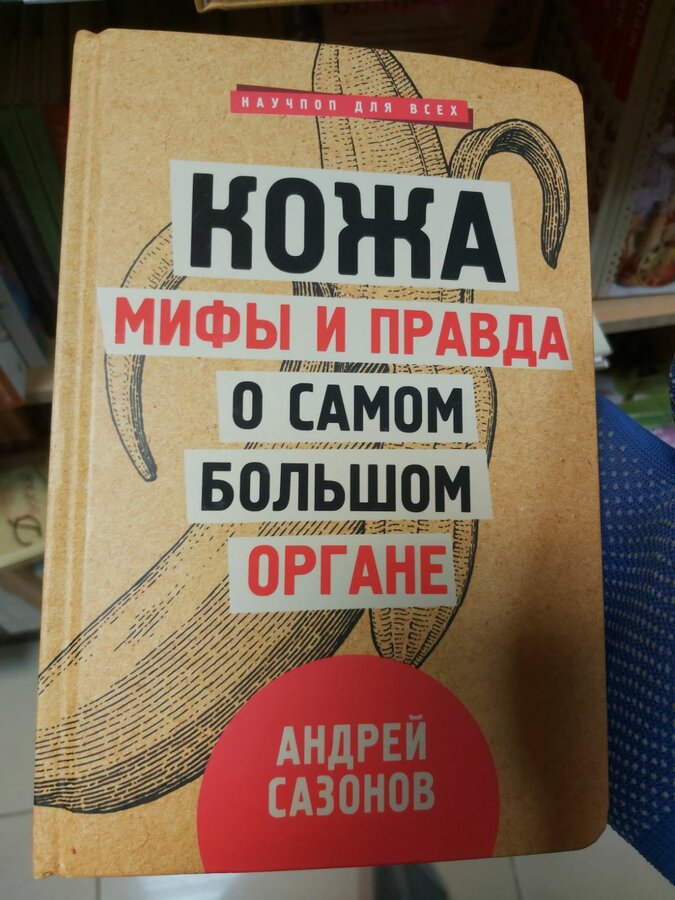 НАУЧПОП ДЛЯ ВСЕХ
КОЖА
МИФЫ И ПРАВДА
О САМОМ
БОЛЬШОМ
ОРГАНЕ
АНДРЕЙ
САЗОНОВ